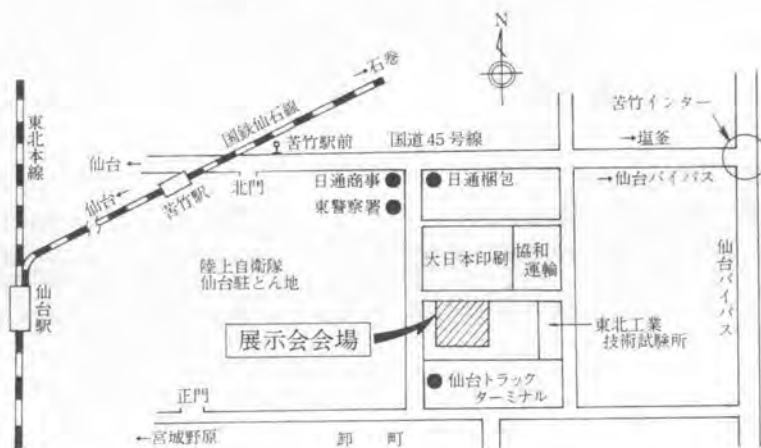 N
→石巻
国鉄仙石線
東北本線
苦竹インター
苦竹駅前
国道45号線
→塩釜
仙台←
仙台←
苦竹駅
北門
日通商事
日通梱包
→仙台バイパス
東警察署
陸上自衛隊
仙台駐とん地
大日本印刷
協和
運輸
仙台バイパス
仙台駅
展示会会場
東北工業
技術試験所
仙台トラック
ターミナル
正門
←宮城野原
卸町